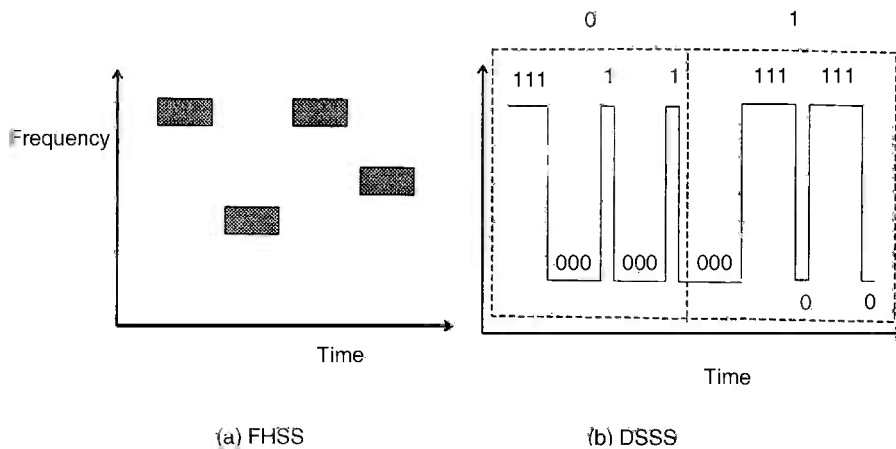 0 1
111 1 1 111 111
Frequency
000 000 000
0 0
Time
Time
(a) FHSS
(b) DSSS